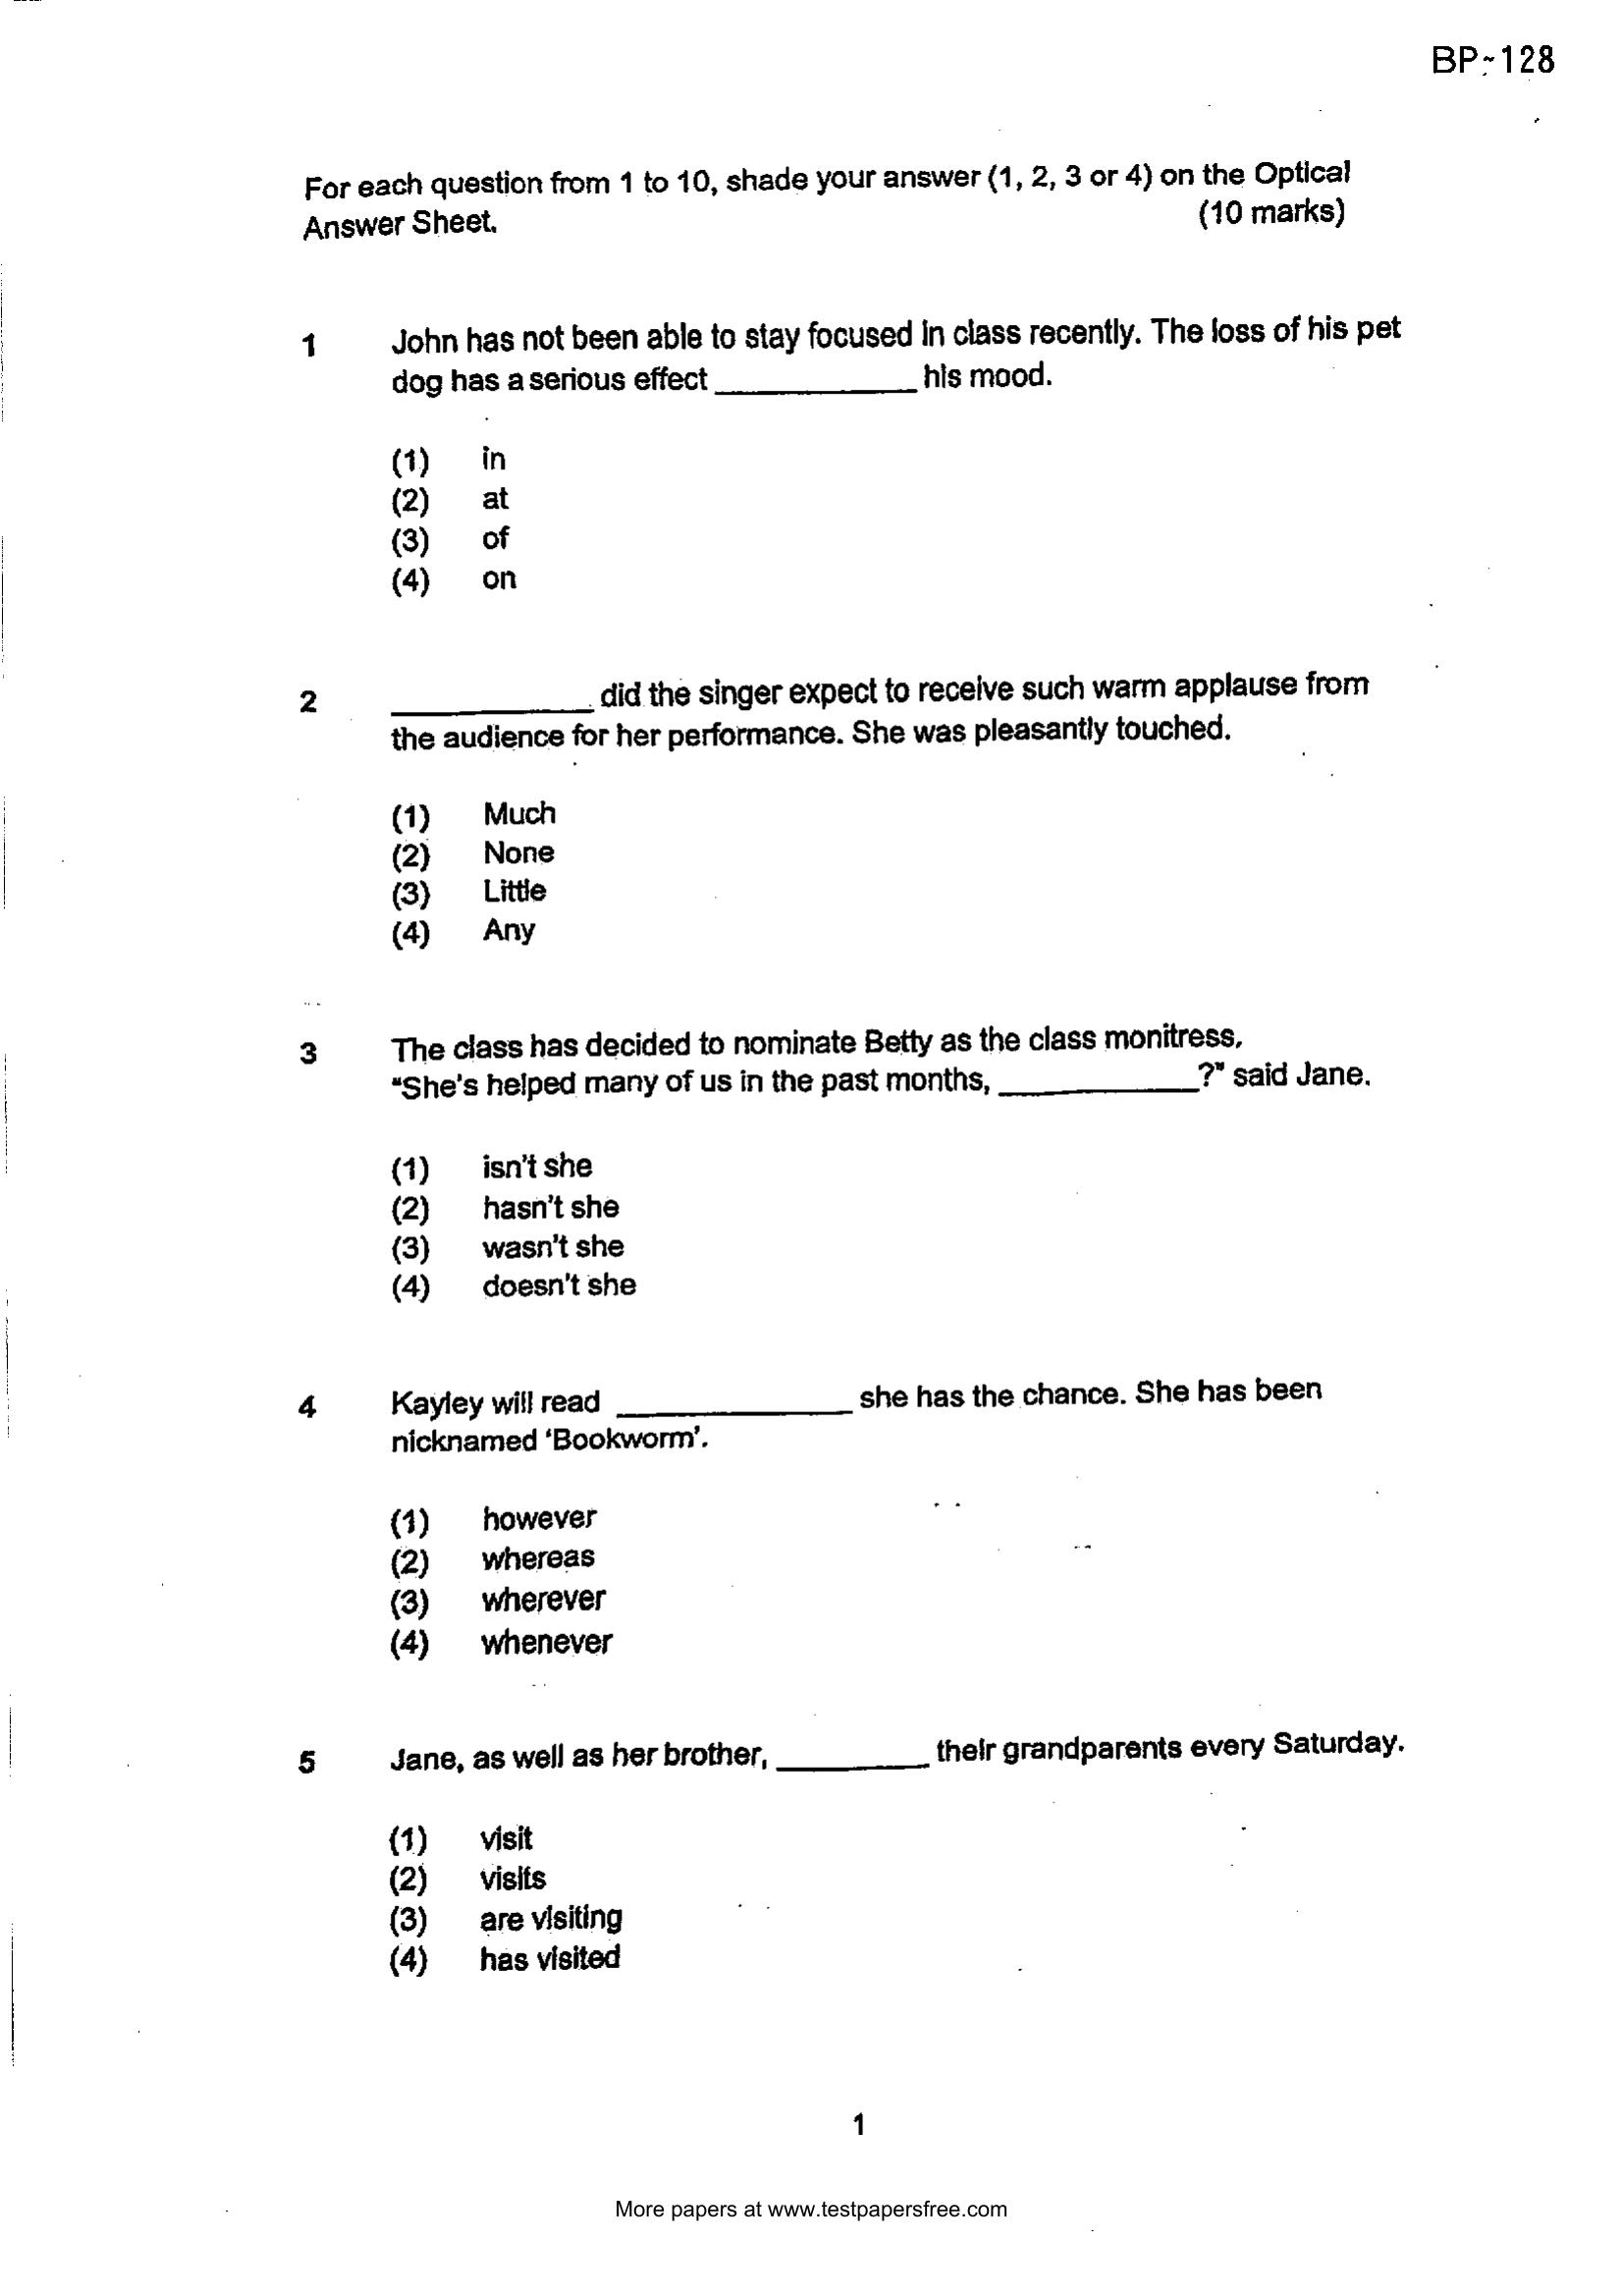 BP~128
For each question from 1 to 10, shade your answer (1, 2, 3 or 4) on the Optical
Answer Sheet. (10 marks)
1 John has not been able to stay focused in class recently. The loss of his pet
dog has a serious effect ____________ his mood.
(1) in
(2) at
(3) of
(4) on
2 ____________ did the singer expect to receive such warm applause from
the audience for her performance. She was pleasantly touched.
(1) Much
(2) None
(3) Little
(4) Any
3 The class has decided to nominate Betty as the class monitress.
“She's helped many of us in the past months, ____________?” said Jane.
(1) isn't she
(2) hasn't she
(3) wasn't she
(4) doesn't she
4 Kayley will read ____________ she has the chance. She has been
nicknamed ‘Bookworm’.
(1) however
(2) whereas
(3) wherever
(4) whenever
5 Jane, as well as her brother, _________ their grandparents every Saturday.
(1) visit
(2) visits
(3) are visiting
(4) has visited
1
More papers at www.testpapersfree.com